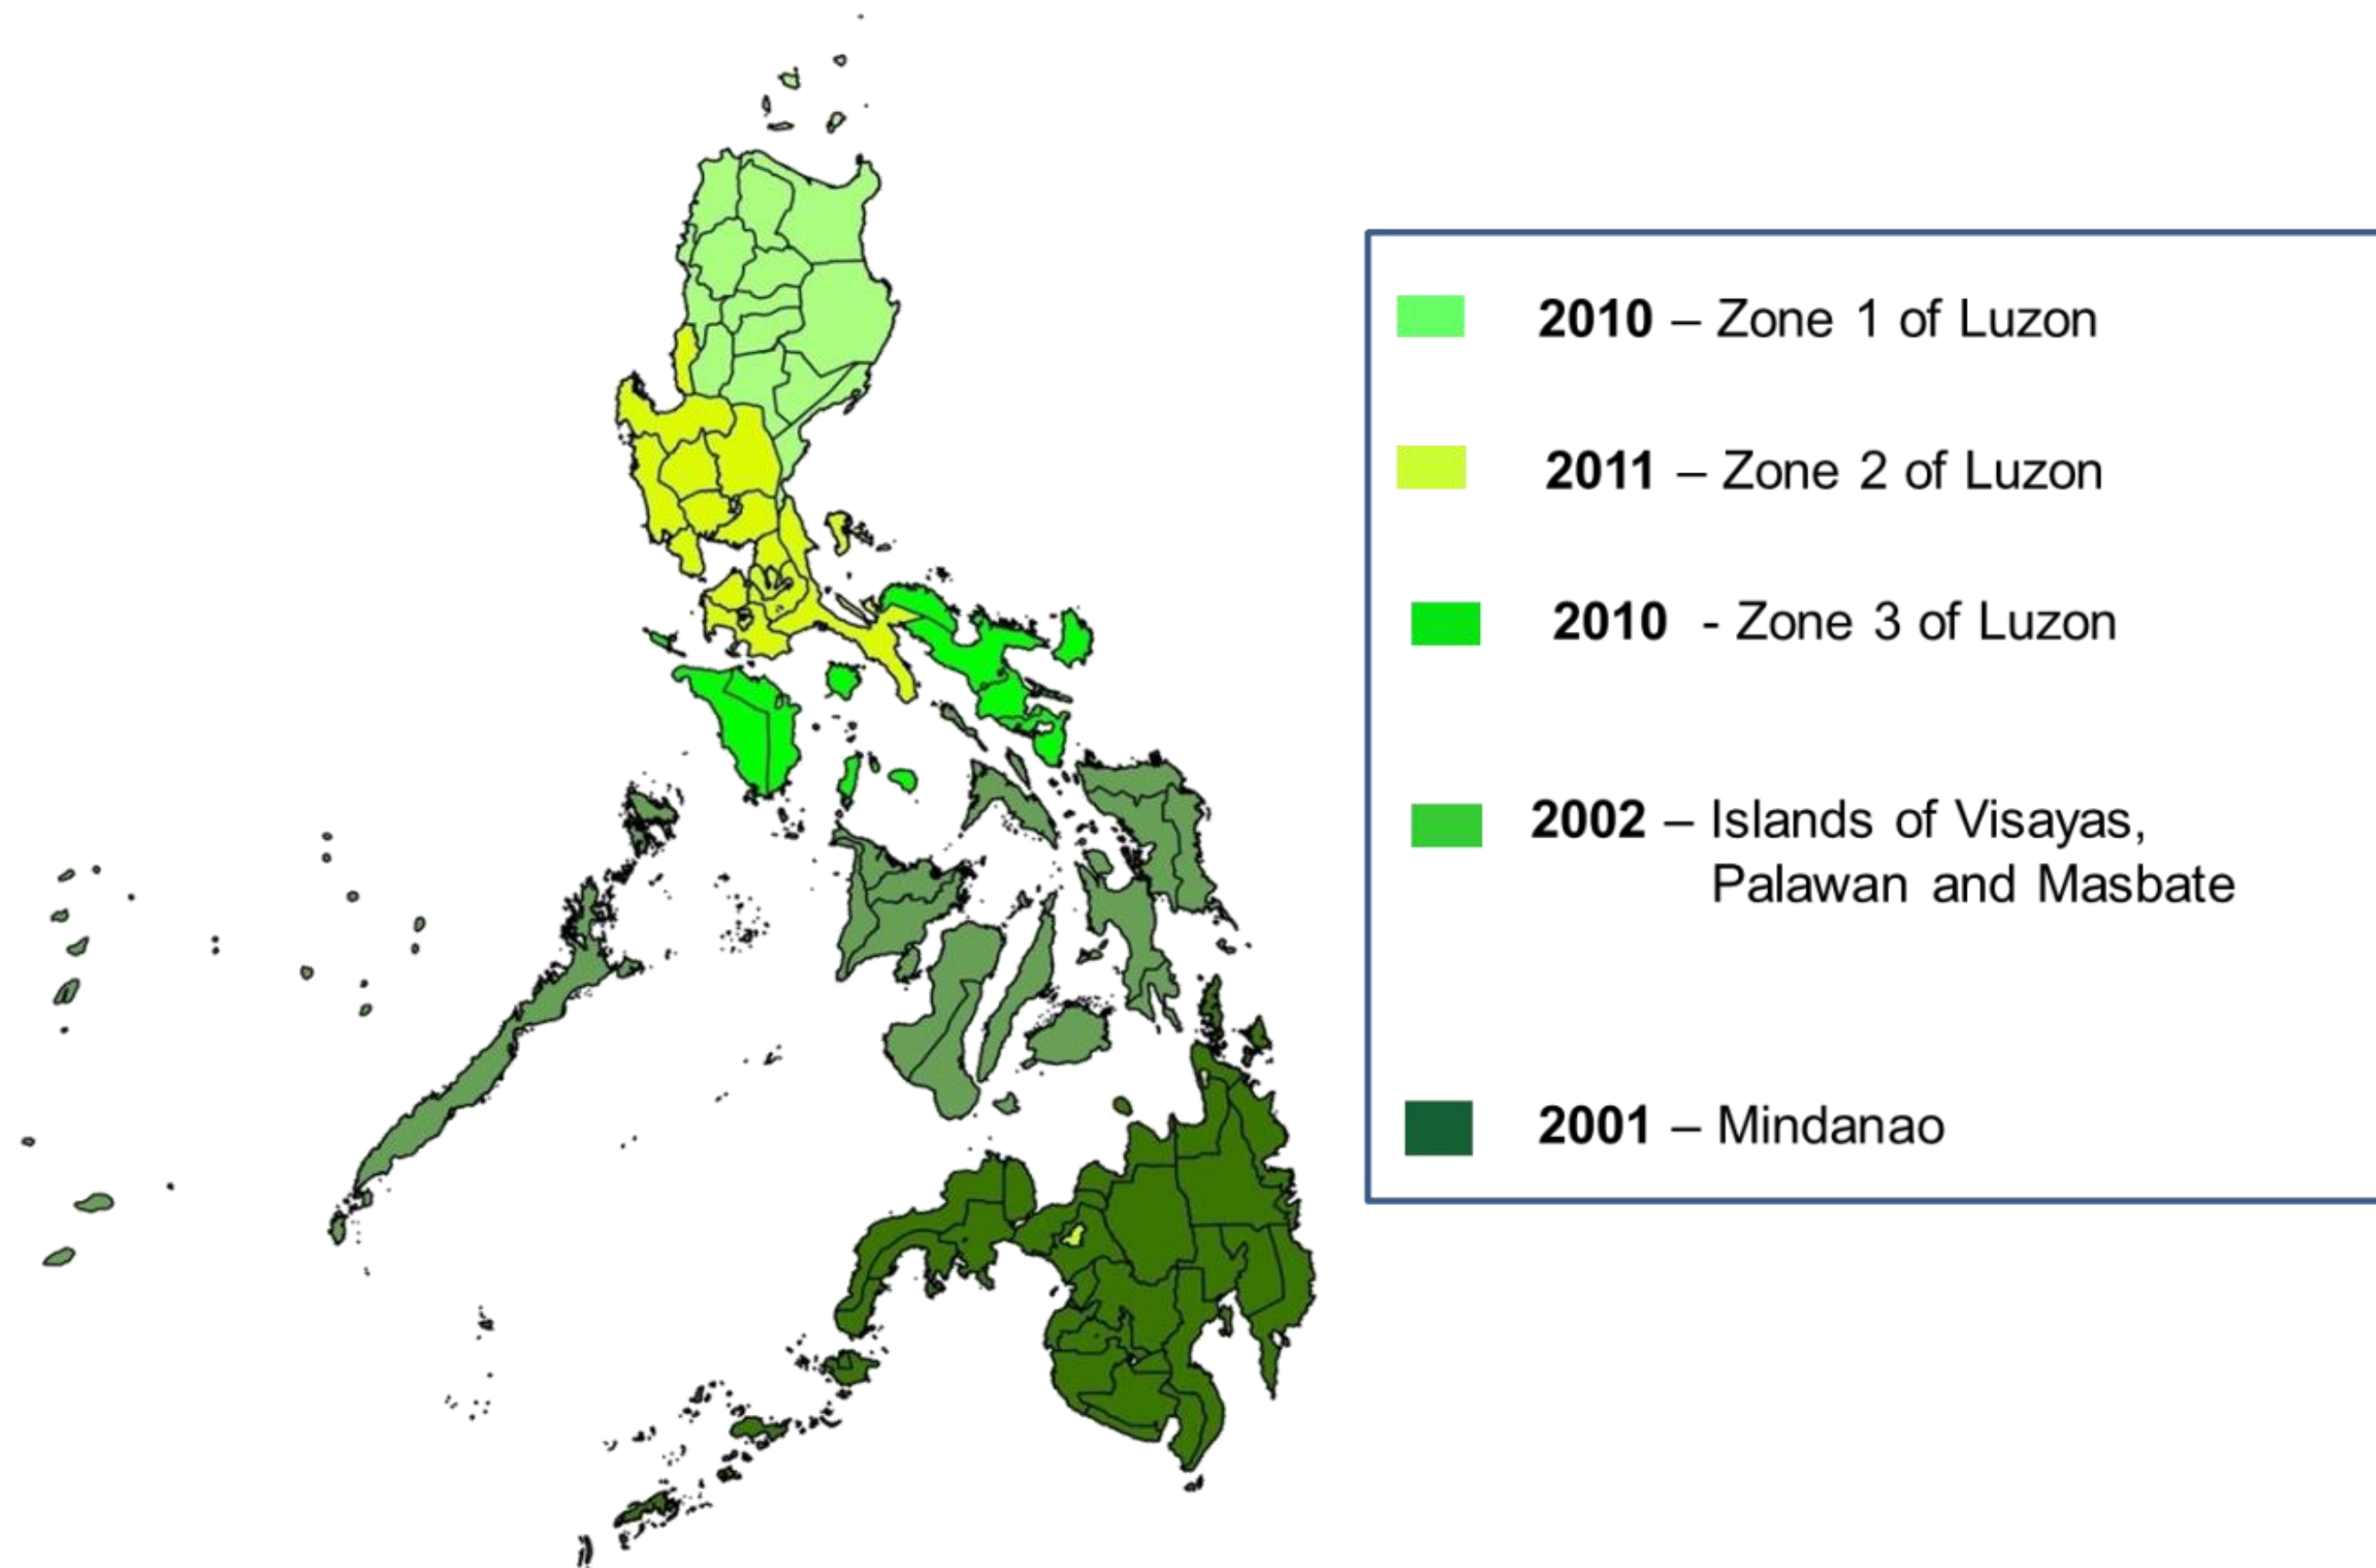 2010 – Zone 1 of Luzon
2011 – Zone 2 of Luzon
2010 - Zone 3 of Luzon
2002 – Islands of Visayas,
Palawan and Masbate
2001 – Mindanao